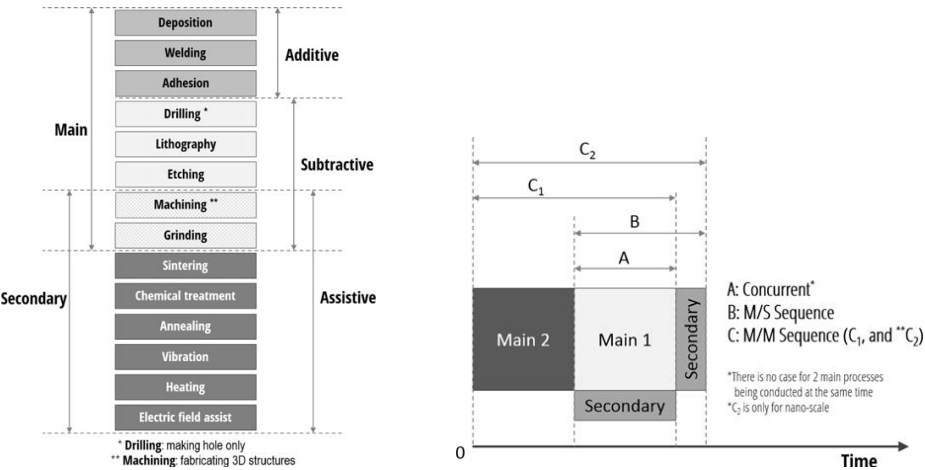 Deposition
Welding
Adhesion
Drilling *
Lithography
Etching
Machining **
Grinding
Sintering
Chemical treatment
Annealing
Vibration
Heating
Electric field assist
Main
Secondary
Additive
Subtractive
Assistive
* Drilling: making hole only
** Machining: fabricating 3D structures
C₂
C₁
B
A
Main 2
Main 1
Secondary
Secondary
0
Time
A: Concurrent*
B: M/S Sequence
C: M/M Sequence (C₁, and **C₂)
*There is no case for 2 main processes
being conducted at the same time
*C₂ is only for nano-scale